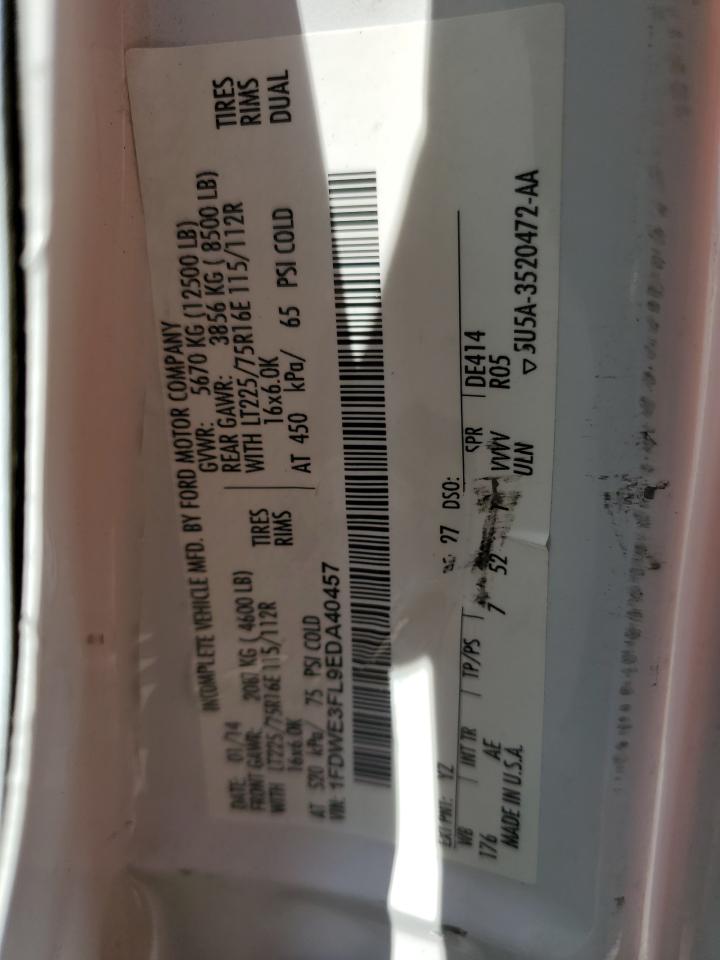 INCOMPLETE VEHICLE MFD. BY FORD MOTOR COMPANY
DATE: 01/14 GVWR: 5670 KG (12500 LB)
FRONT GAWR: 2087 KG ( 4600 LB) REAR GAWR: 3856 KG ( 8500 LB)
WITH LT225/75R16E 115/112R TIRES WITH LT225/75R16E 115/112R TIRES
16x6.0K RIMS 16x6.0K RIMS
AT 520 kPa/ 75 PSI COLD AT 450 kPa/ 65 PSI COLD DUAL
VIN: 1FDWE3FL9EDA40457
EXT PNT: YZ 97 DSO:
WB INT TR TP/PS SPR DE414
176 AE 7 52 7 VVVV R05
MADE IN U.S.A. ULN ▽ 5U5A-3520472-AA